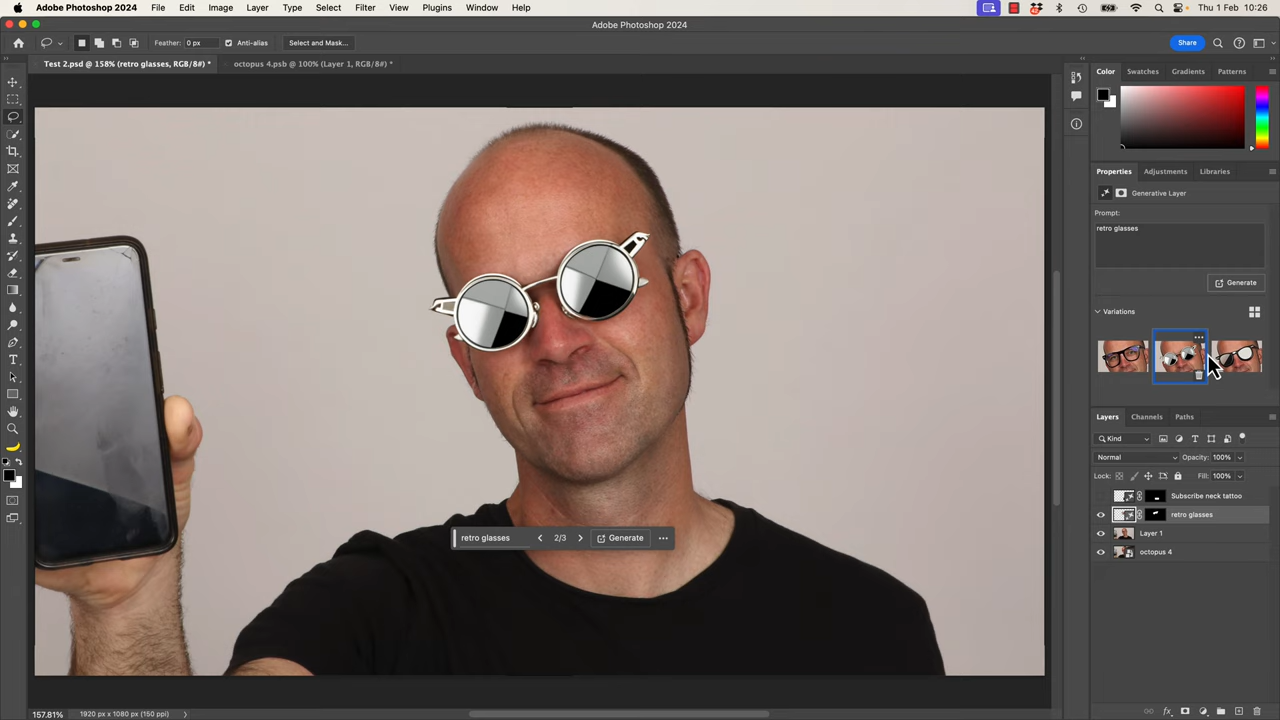 Adobe Photoshop 2024 File Edit Image Layer Type Select Filter View Plugins Window Help Thu 1 Feb 10:26
Adobe Photoshop 2024
Feather: 0 px Anti-alias Select and Mask... Share
Test 2.psd @ 158% (retro glasses, RGB/8#) * octopus 4.psb @ 100% (Layer 1, RGB/8#) *
Color Swatches Gradients Patterns
Properties Adjustments Libraries
Generative Layer
Prompt:
retro glasses
Generate
Variations
Layers Channels Paths
Kind
Normal Opacity: 100%
Lock: Fill: 100%
Subscribe neck tattoo
retro glasses
Layer 1
octopus 4
retro glasses 2/3 Generate
157.81% 1920 px x 1080 px (150 ppi)